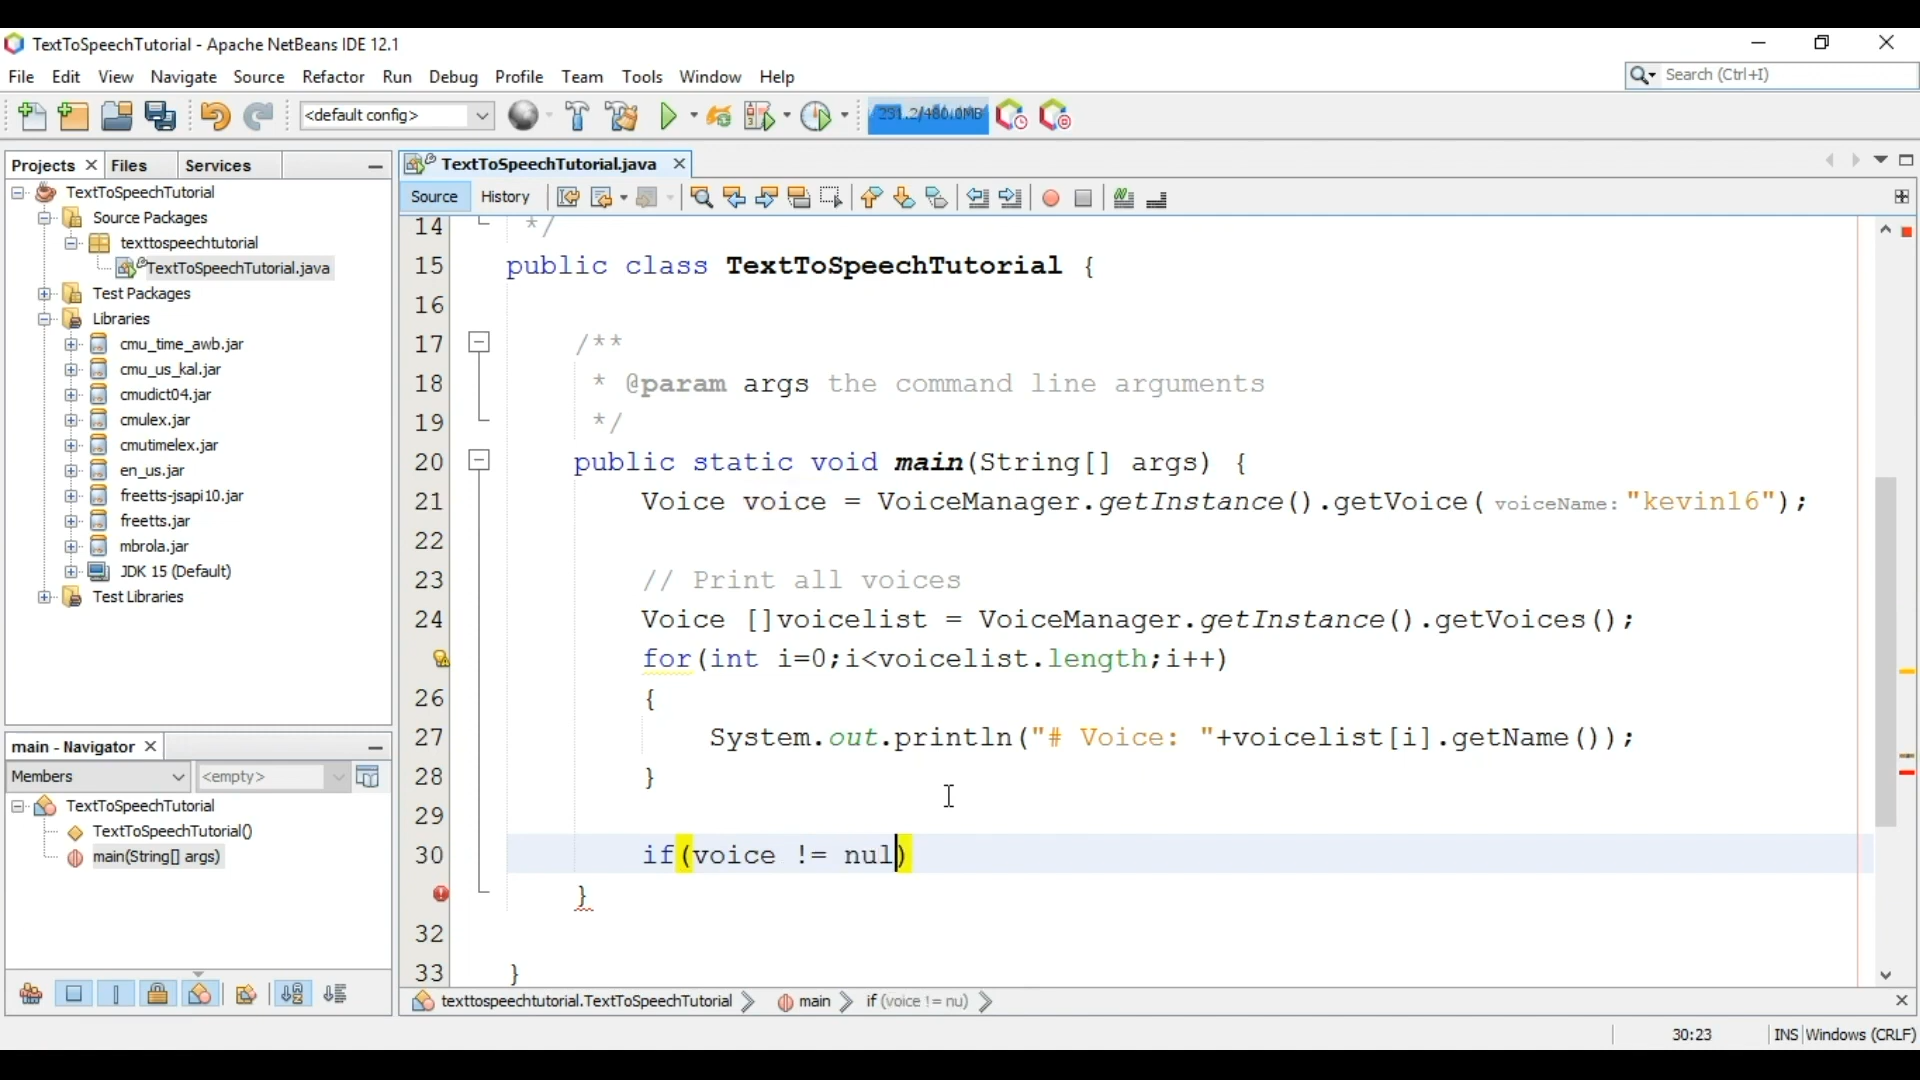 TextToSpeechTutorial - Apache NetBeans IDE 12.1
File Edit View Navigate Source Refactor Run Debug Profile Team Tools Window Help
Search (Ctrl+I)
<default config>
231.2/480.0MB
Projects Files Services
TextToSpeechTutorial
Source Packages
texttospeechtutorial
TextToSpeechTutorial.java
Test Packages
Libraries
cmu_time_awb.jar
cmu_us_kal.jar
cmudict04.jar
cmulex.jar
cmutimelex.jar
en_us.jar
freetts-jsapi10.jar
freetts.jar
mbrola.jar
JDK 15 (Default)
Test Libraries
main - Navigator
Members <empty>
TextToSpeechTutorial
TextToSpeechTutorial()
main(String[] args)
TextToSpeechTutorial.java
Source History
14 */
15 public class TextToSpeechTutorial {
16
17 /**
18 * @param args the command line arguments
19 */
20 public static void main(String[] args) {
21 Voice voice = VoiceManager.getInstance().getVoice( voiceName: "kevin16");
22
23 // Print all voices
24 Voice []voicelist = VoiceManager.getInstance().getVoices();
for(int i=0;i<voicelist.length;i++)
26 {
27 System.out.println("# Voice: "+voicelist[i].getName());
28 }
29
30 if(voice != nul)
}
32
33 }
texttospeechtutorial.TextToSpeechTutorial main if (voice != nu)
30:23 INS Windows (CRLF)